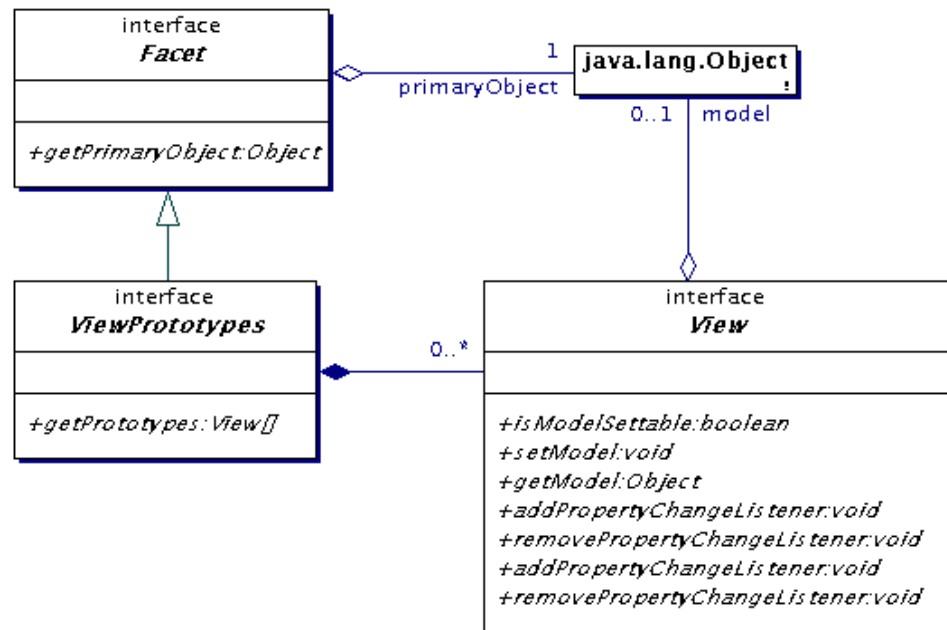 interface
Facet
+getPrimaryObject:Object
1
primaryObject
java.lang.Object
!
0..1 model
interface
ViewPrototypes
+getPrototypes:View[]
0..*
interface
View
+isModelSettable:boolean
+setModel:void
+getModel:Object
+addPropertyChangeListener:void
+removePropertyChangeListener:void
+addPropertyChangeListener:void
+removePropertyChangeListener:void